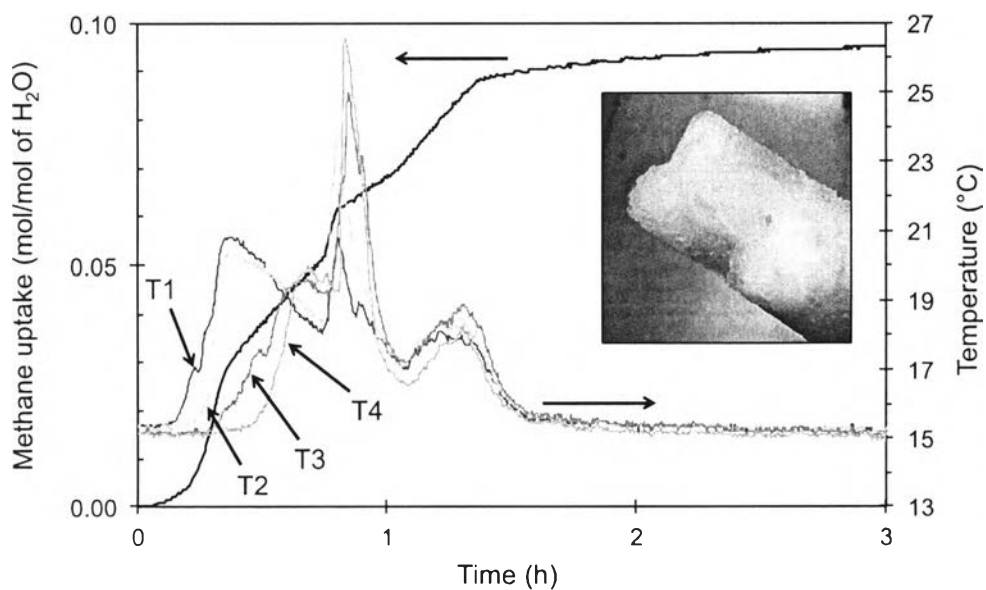 Methane uptake (mol/mol of H₂O)
0.10
0.05
0.00
T1
T2
T3
T4
0
1
2
3
Time (h)
27
25
23
21
19
17
15
13
Temperature (°C)